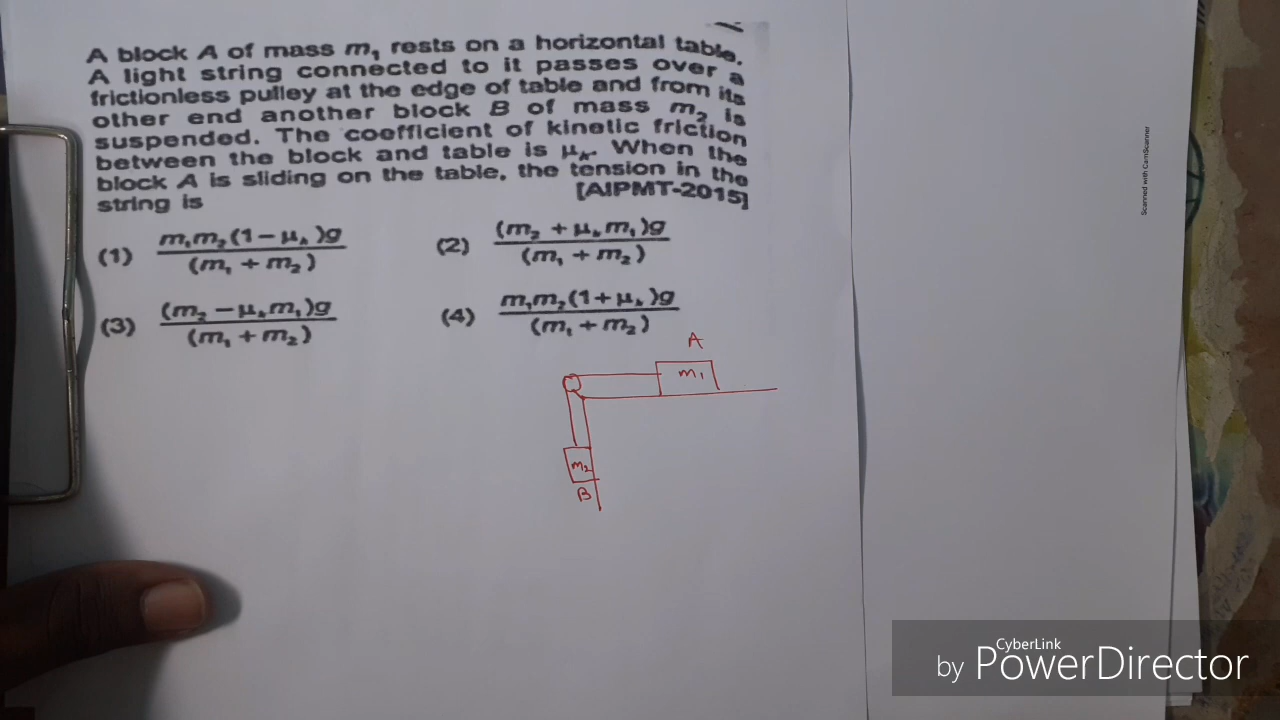 A block A of mass m₁ rests on a horizontal table.
A light string connected to it passes over a
frictionless pulley at the edge of table and from its
other end another block B of mass m₂ is
suspended. The coefficient of kinetic friction
between the block and table is μₖ. When the
block A is sliding on the table, the tension in the
string is [AIPMT-2015]
(1) m₁m₂(1−μₖ)g / (m₁ + m₂) (2) (m₂ + μₖm₁)g / (m₁ + m₂)
(3) (m₂ − μₖm₁)g / (m₁ + m₂) (4) m₁m₂(1+μₖ)g / (m₁ + m₂)
A
m₁
m₂
B
Scanned with CamScanner
CyberLink
by PowerDirector